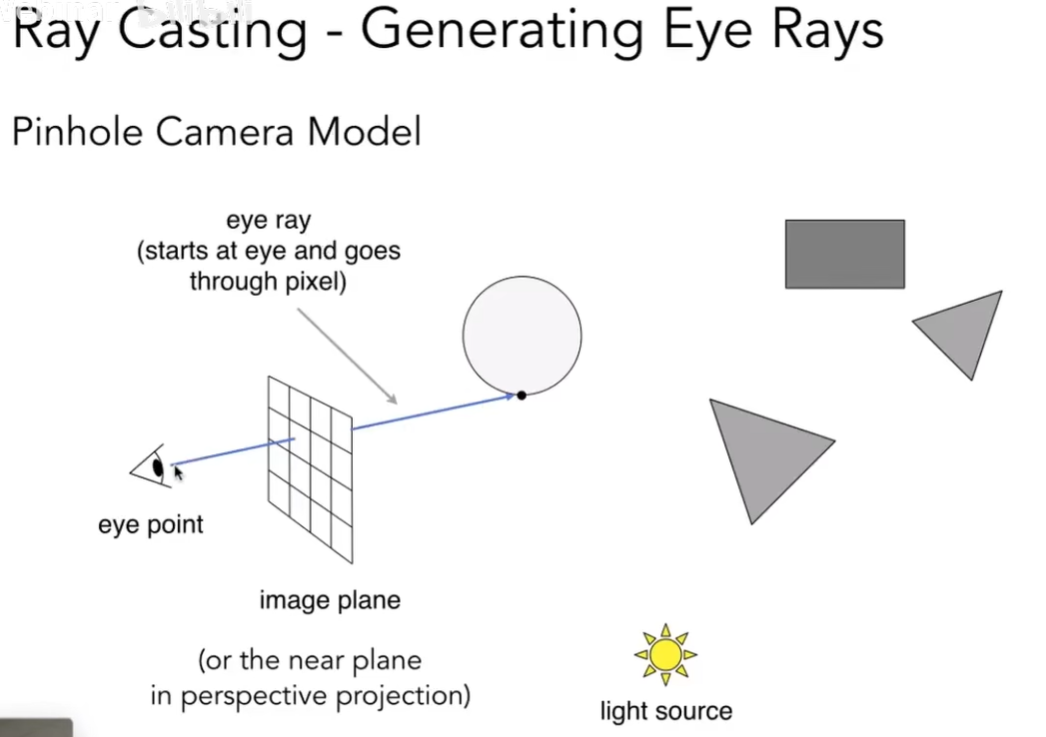 Ray Casting - Generating Eye Rays
Pinhole Camera Model
eye ray
(starts at eye and goes
through pixel)
eye point
image plane
(or the near plane
in perspective projection)
light source